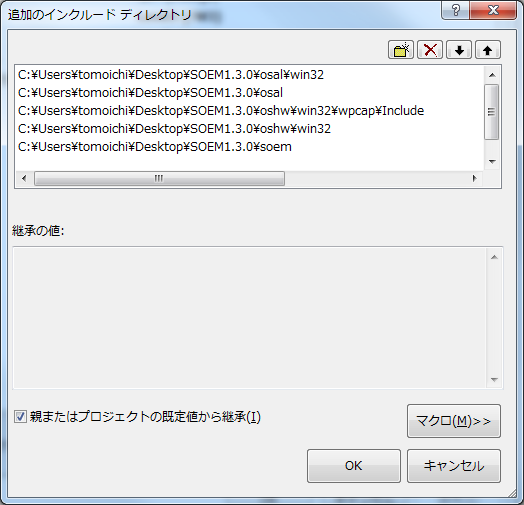 追加のインクルード ディレクトリ
C:¥Users¥tomoichi¥Desktop¥SOEM1.3.0¥osal¥win32
C:¥Users¥tomoichi¥Desktop¥SOEM1.3.0¥osal
C:¥Users¥tomoichi¥Desktop¥SOEM1.3.0¥oshw¥win32¥wpcap¥Include
C:¥Users¥tomoichi¥Desktop¥SOEM1.3.0¥oshw¥win32
C:¥Users¥tomoichi¥Desktop¥SOEM1.3.0¥soem
継承の値:
親またはプロジェクトの既定値から継承(I)
マクロ(M)>>
OK
キャンセル